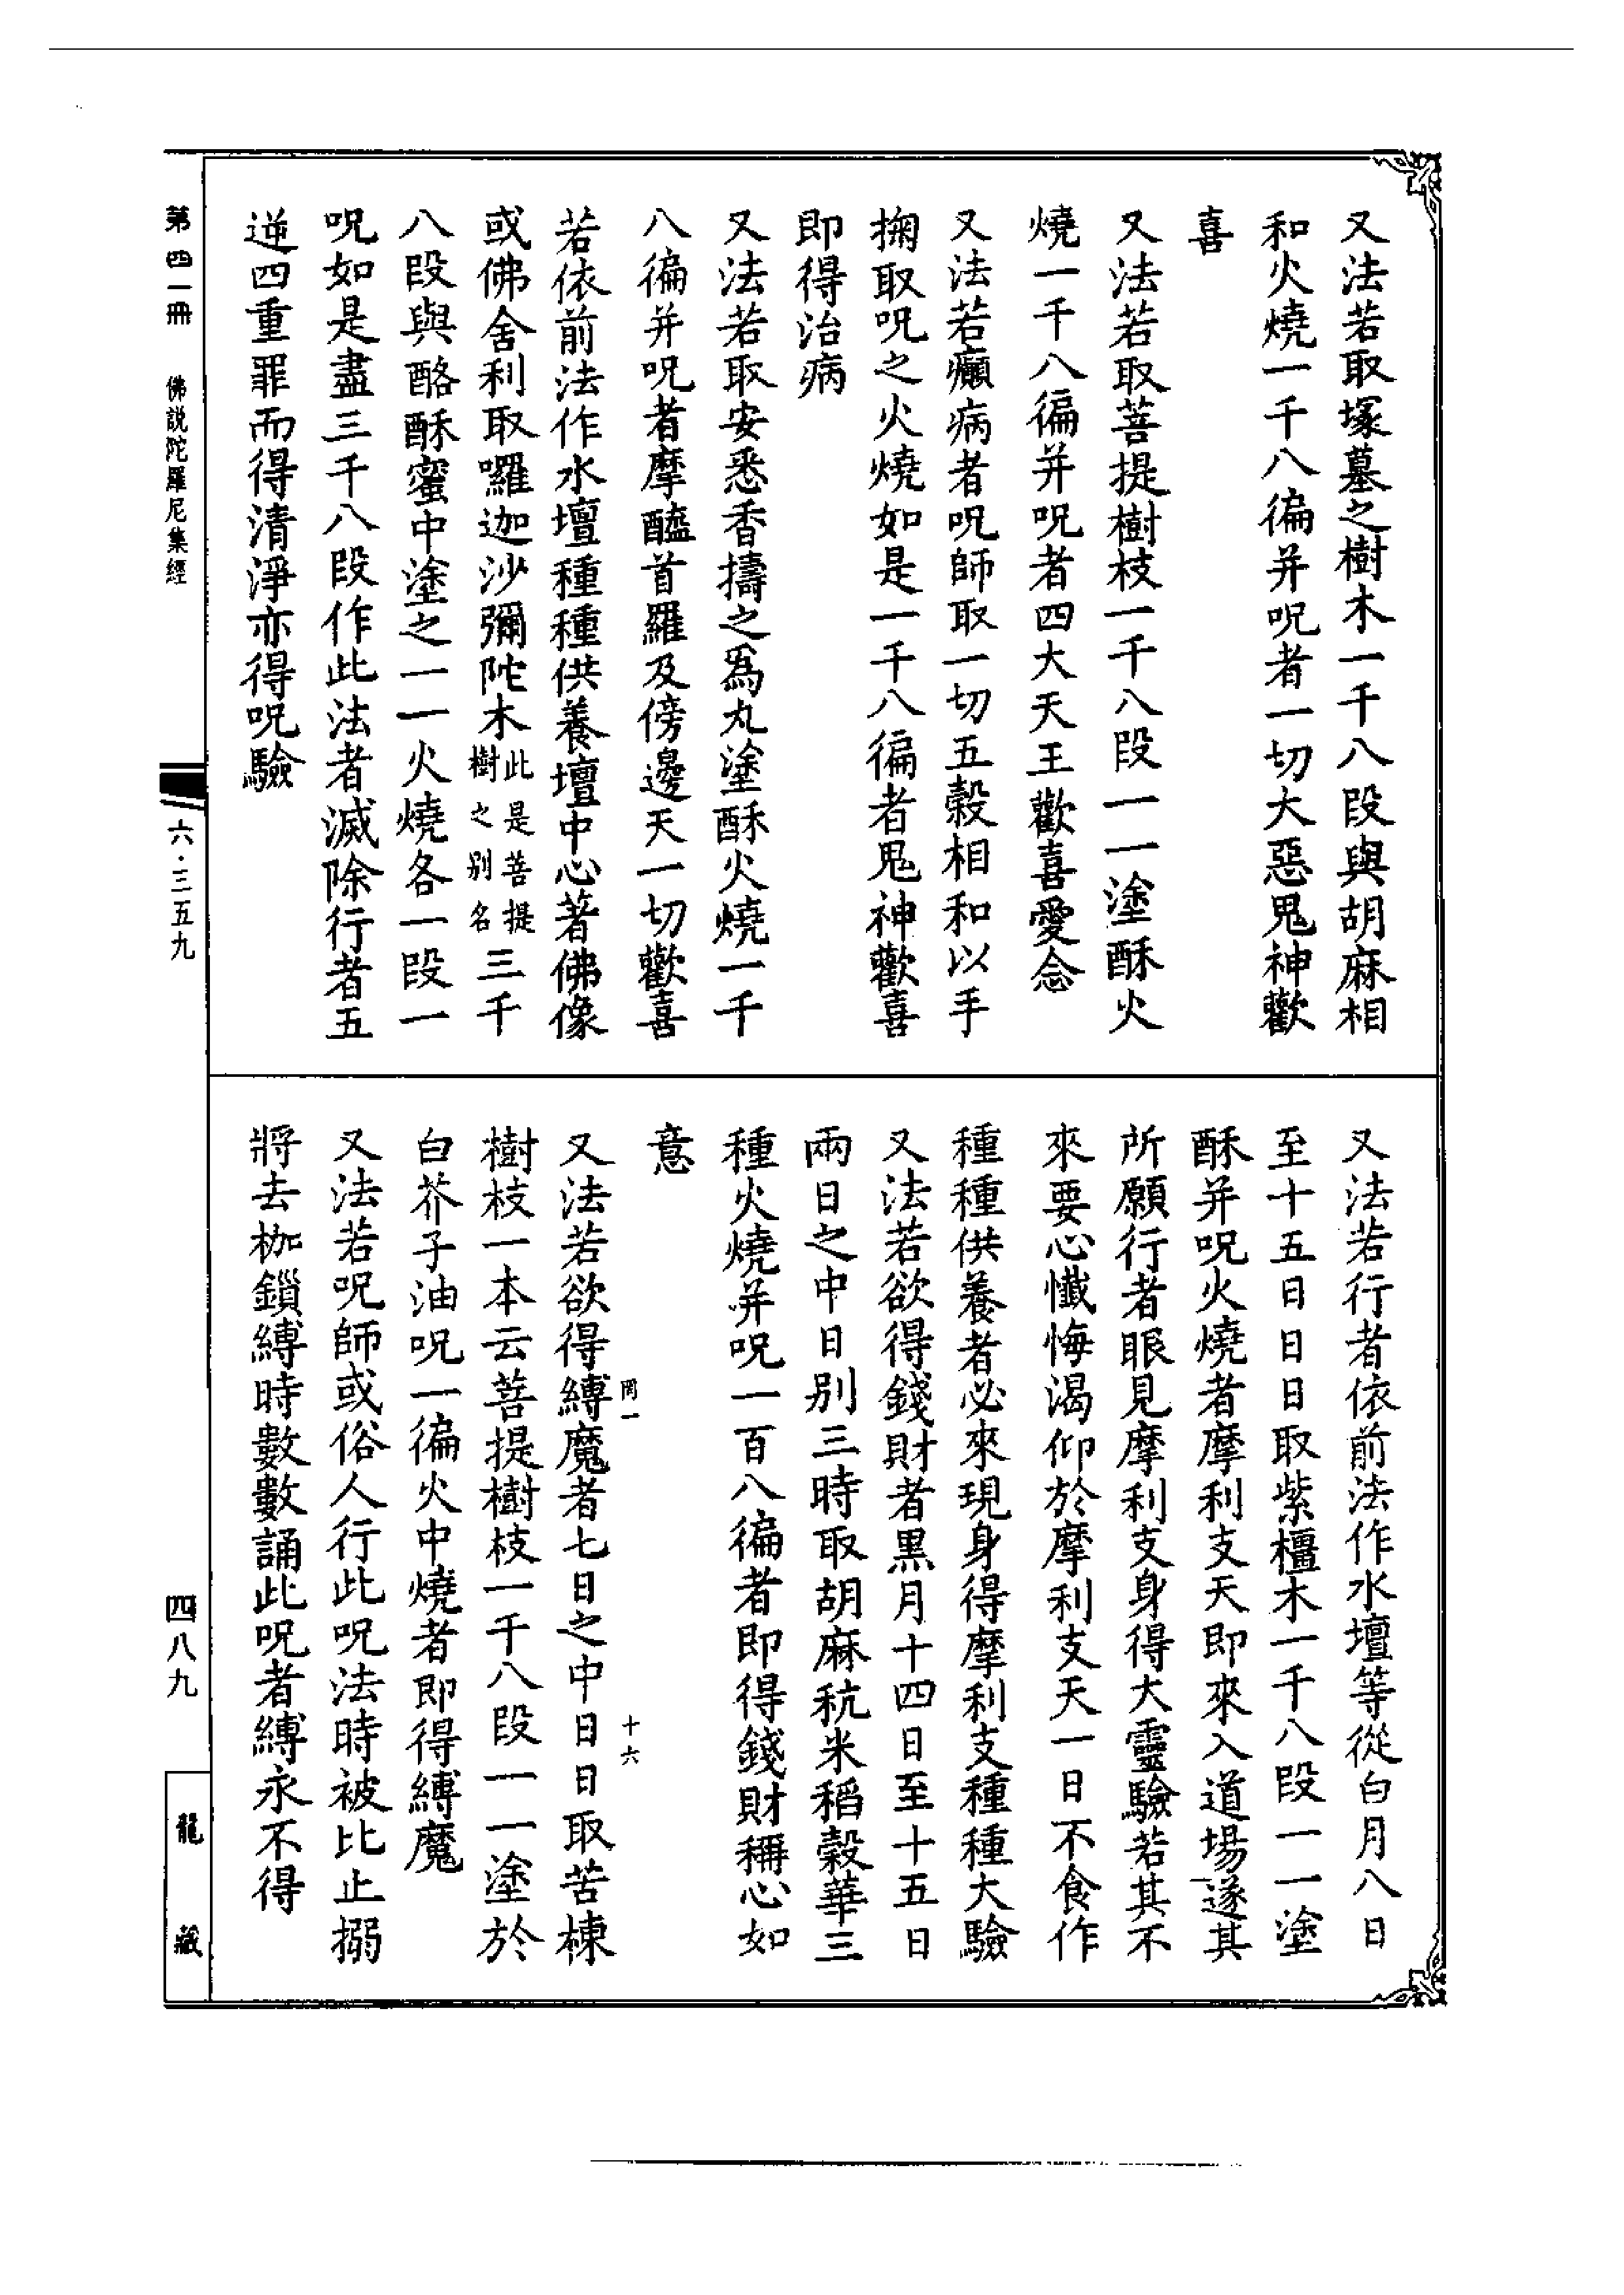 又法若取塚墓之樹木一千八段與胡麻相
和火燒一千八徧并呪者一切大惡鬼神歡
喜
又法若取菩提樹枝一千八段一一塗酥火
燒一千八徧并呪者四大天王歡喜愛念
又法若癲病者呪師取一切五穀相和以手
掬取呪之火燒如是一千八徧者鬼神歡喜
即得治病
又法若取安悉香擣之爲丸塗酥火燒一千
八徧并呪者摩醯首羅及傍邊天一切歡喜
若依前法作水壇種種供養壇中心著佛像
或佛舍利取囉迦沙彌陀木此是菩提樹之別名三千
八段與酪酥蜜中塗之一一火燒各一段一
呪如是盡三千八段作此法者滅除行者五
逆四重罪而得清淨亦得呪驗
又法若行者依前法作水壇等從白月八日
至十五日日日取紫橿木一千八段一一塗
酥并呪火燒者摩利支天即來入道場遂其
所願行者眼見摩利支身得大靈驗若其不
來要心懺悔渴仰於摩利支天一日不食作
種種供養者必來現身得摩利支種種大驗
又法若欲得錢財者黑月十四日至十五日
兩日之中日別三時取胡麻秔米稻穀華三
種火燒并呪一百八徧者即得錢財稱心如
意
罔一 十六
又法若欲得縛魔者七日之中日日取苦楝
樹枝一本云菩提樹枝一千八段一一塗於
白芥子油呪一徧火中燒者即得縛魔
又法若呪師或俗人行此呪法時被比止搦
將去枷鎖縛時數數誦此呪者縛永不得
第四一冊 佛說陀羅尼集經
六・三五九
四八九
龍藏